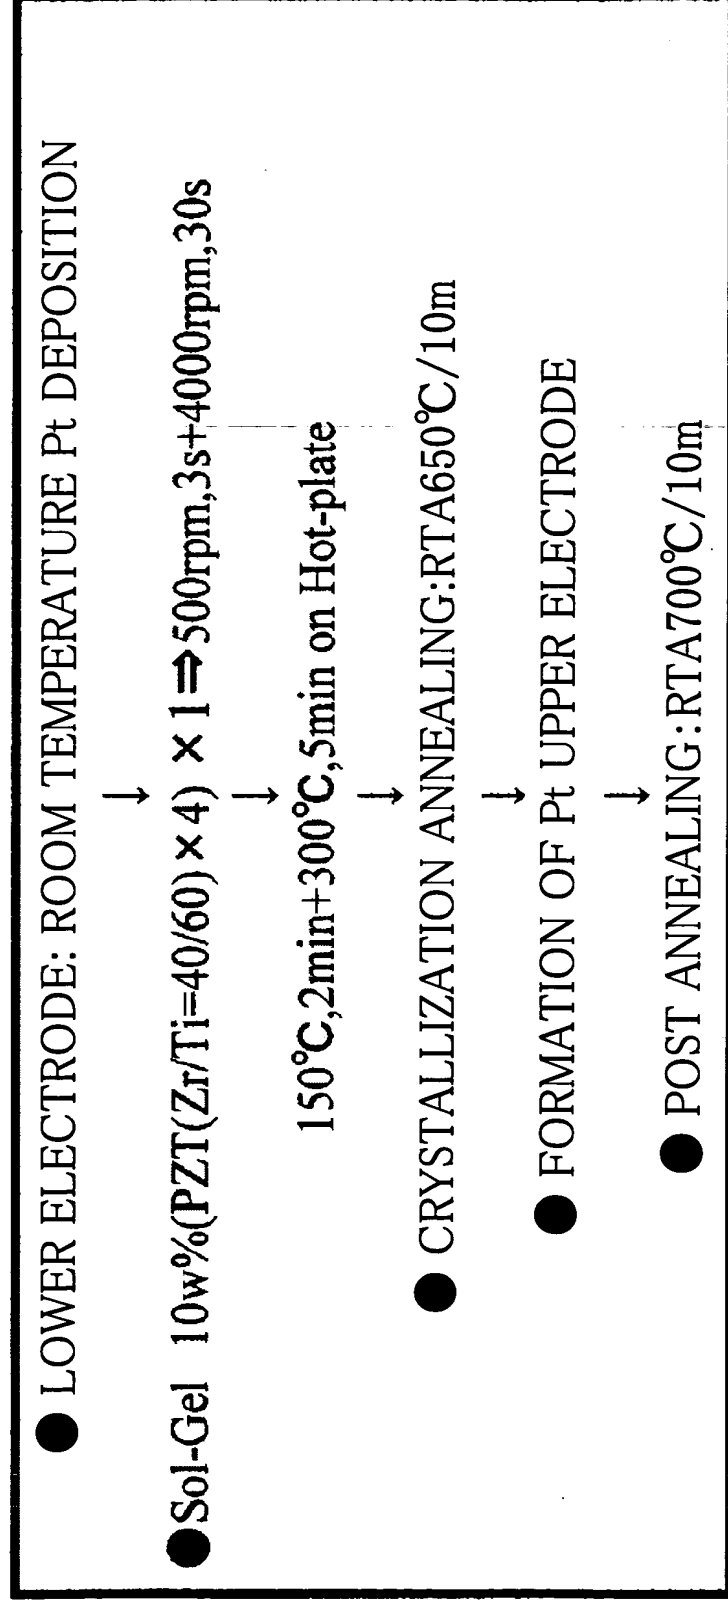 ● LOWER ELECTRODE: ROOM TEMPERATURE Pt DEPOSITION
↓
● Sol-Gel 10w%(PZT(Zr/Ti=40/60)×4) ×1⇒500rpm,3s+4000rpm,30s
↓
150℃,2min+300℃,5min on Hot-plate
↓
● CRYSTALLIZATION ANNEALING:RTA650℃/10m
↓
● FORMATION OF Pt UPPER ELECTRODE
↓
● POST ANNEALING:RTA700℃/10m